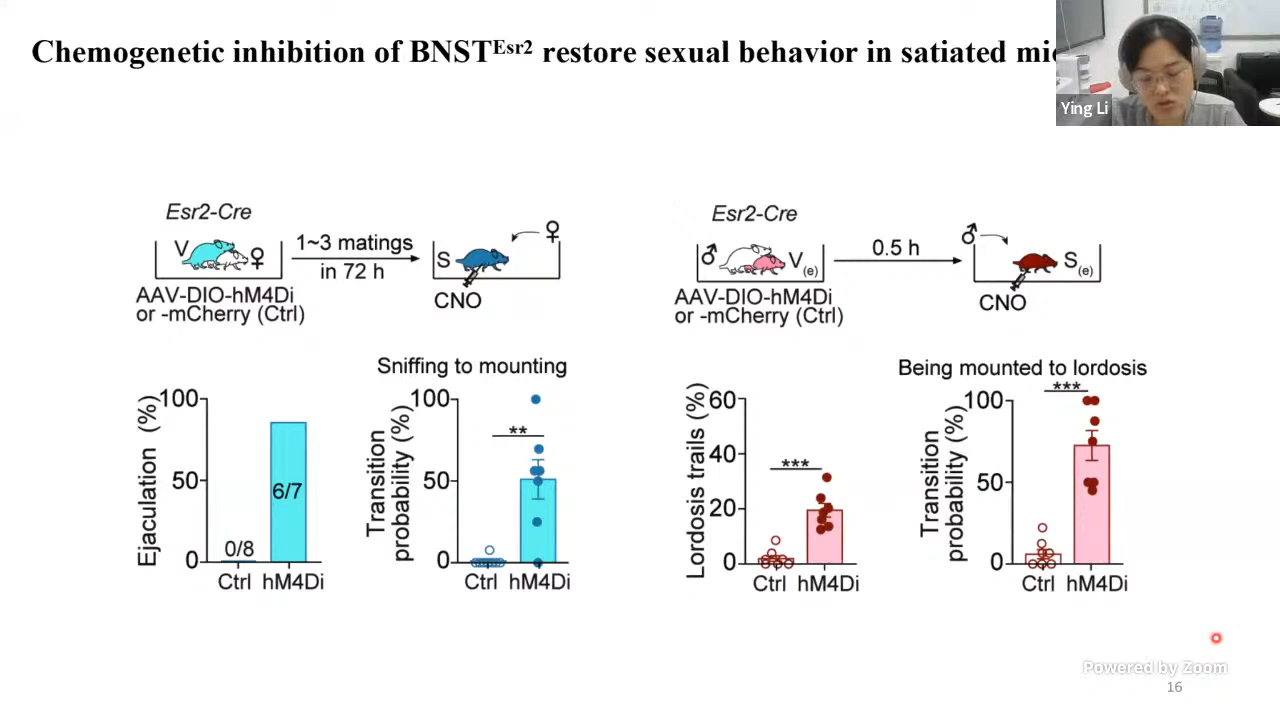 Chemogenetic inhibition of BNSTEsr2 restore sexual behavior in satiated mi
Ying Li
Esr2-Cre
V
♀
1~3 matings
in 72 h
S
♀
CNO
AAV-DIO-hM4Di
or -mCherry (Ctrl)
Esr2-Cre
♂
V(e)
0.5 h
♂
S(e)
CNO
AAV-DIO-hM4Di
or -mCherry (Ctrl)
Ejaculation (%)
100
50
0
0/8
6/7
Ctrl hM4Di
Sniffing to mounting
Transition
probability (%)
100
50
0
**
Ctrl hM4Di
Lordosis trails (%)
60
40
20
0
***
Ctrl hM4Di
Being mounted to lordosis
Transition
probability (%)
100
50
0
***
Ctrl hM4Di
Powered by Zoom
16